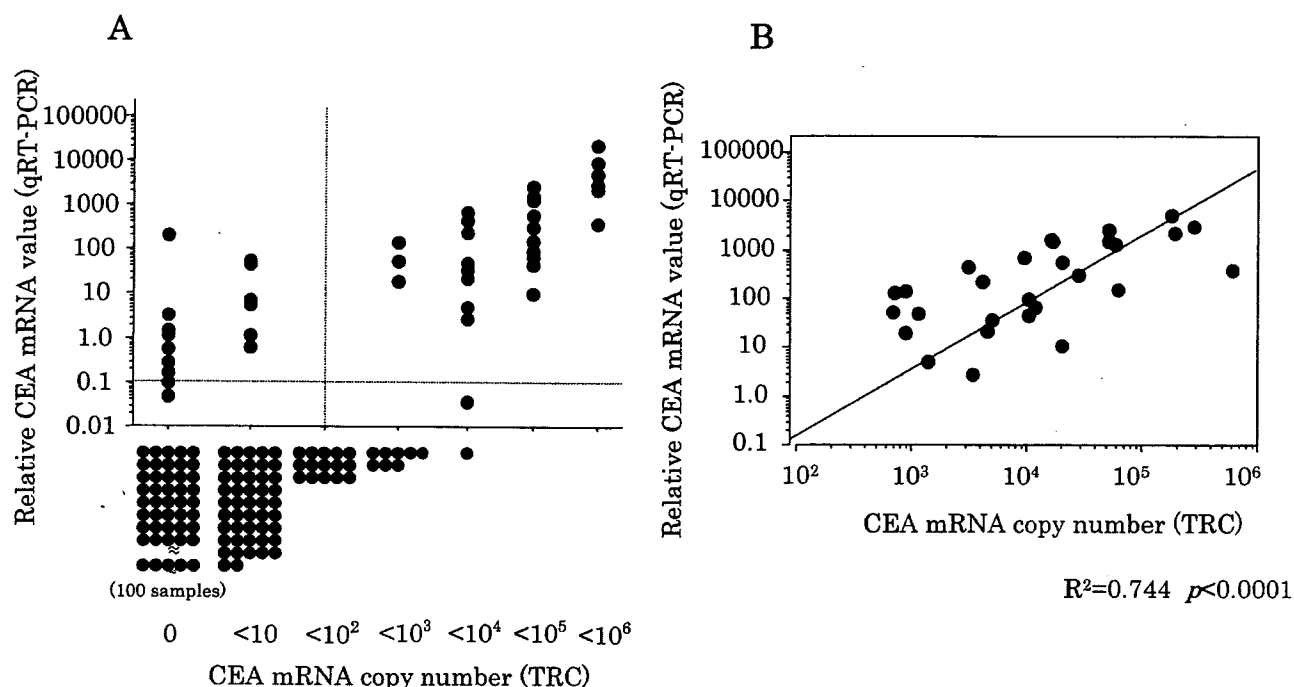 A
Relative CEA mRNA value (qRT-PCR)
100000
10000
1000
100
10
1.0
0.1
0.01
≈
(100 samples)
0 <10 <10² <10³ <10⁴ <10⁵ <10⁶
CEA mRNA copy number (TRC)
B
Relative CEA mRNA value (qRT-PCR)
100000
10000
1000
100
10
1.0
0.1
10² 10³ 10⁴ 10⁵ 10⁶
CEA mRNA copy number (TRC)
R²=0.744 p<0.0001